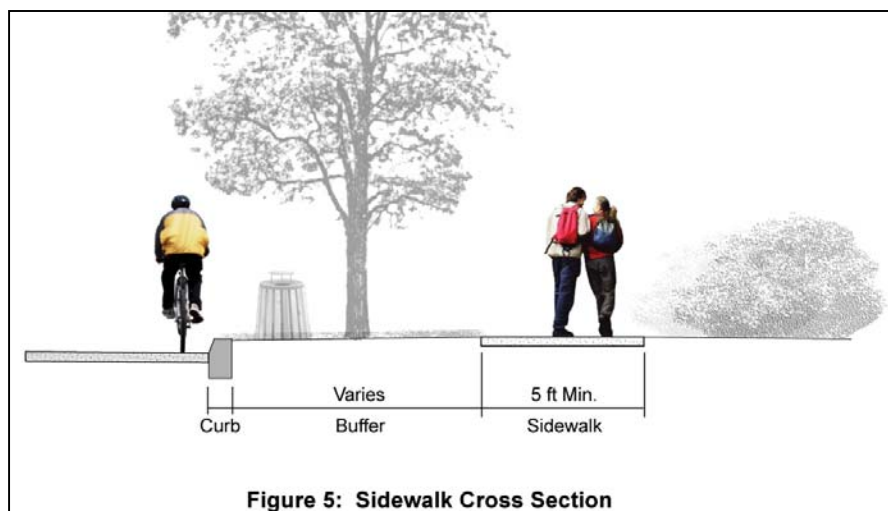 Varies 5 ft Min.
Curb Buffer Sidewalk
Figure 5: Sidewalk Cross Section